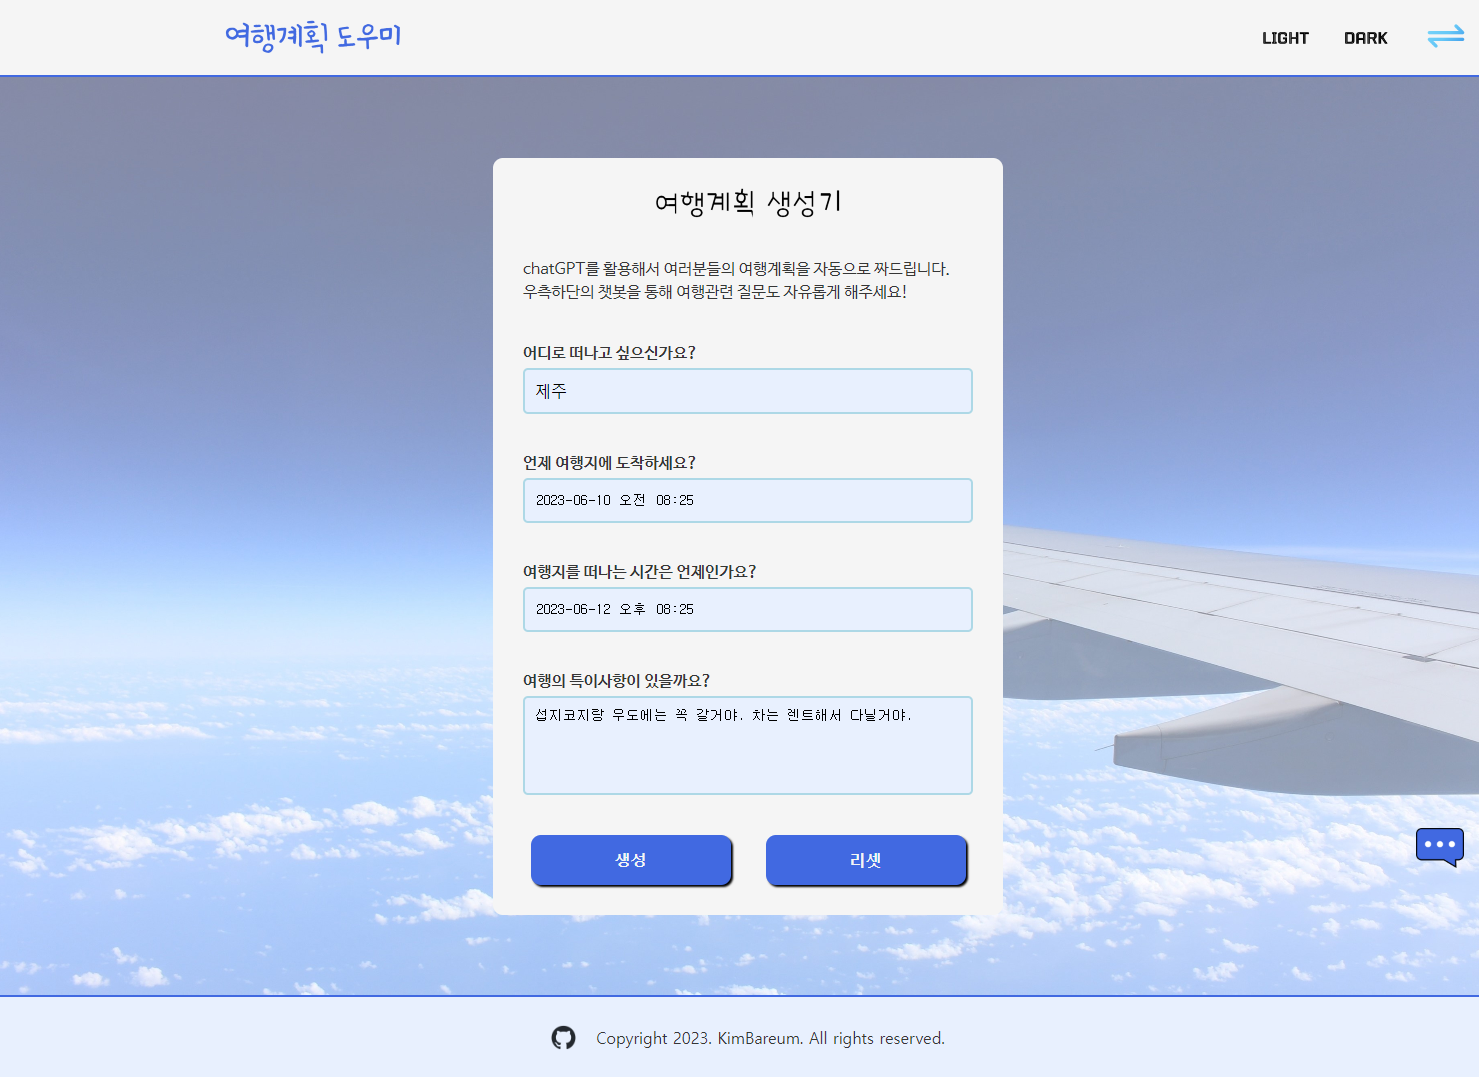 여행계획 도우미
LIGHT DARK
여행계획 생성기
chatGPT를 활용해서 여러분들의 여행계획을 자동으로 짜드립니다.
우측하단의 챗봇을 통해 여행관련 질문도 자유롭게 해주세요!
어디로 떠나고 싶으신가요?
제주
언제 여행지에 도착하세요?
2023-06-10 오전 08:25
여행지를 떠나는 시간은 언제인가요?
2023-06-12 오후 08:25
여행의 특이사항이 있을까요?
섭지코지랑 우도에는 꼭 갈거야. 차는 렌트해서 다닐거야.
생성 리셋
Copyright 2023. KimBareum. All rights reserved.